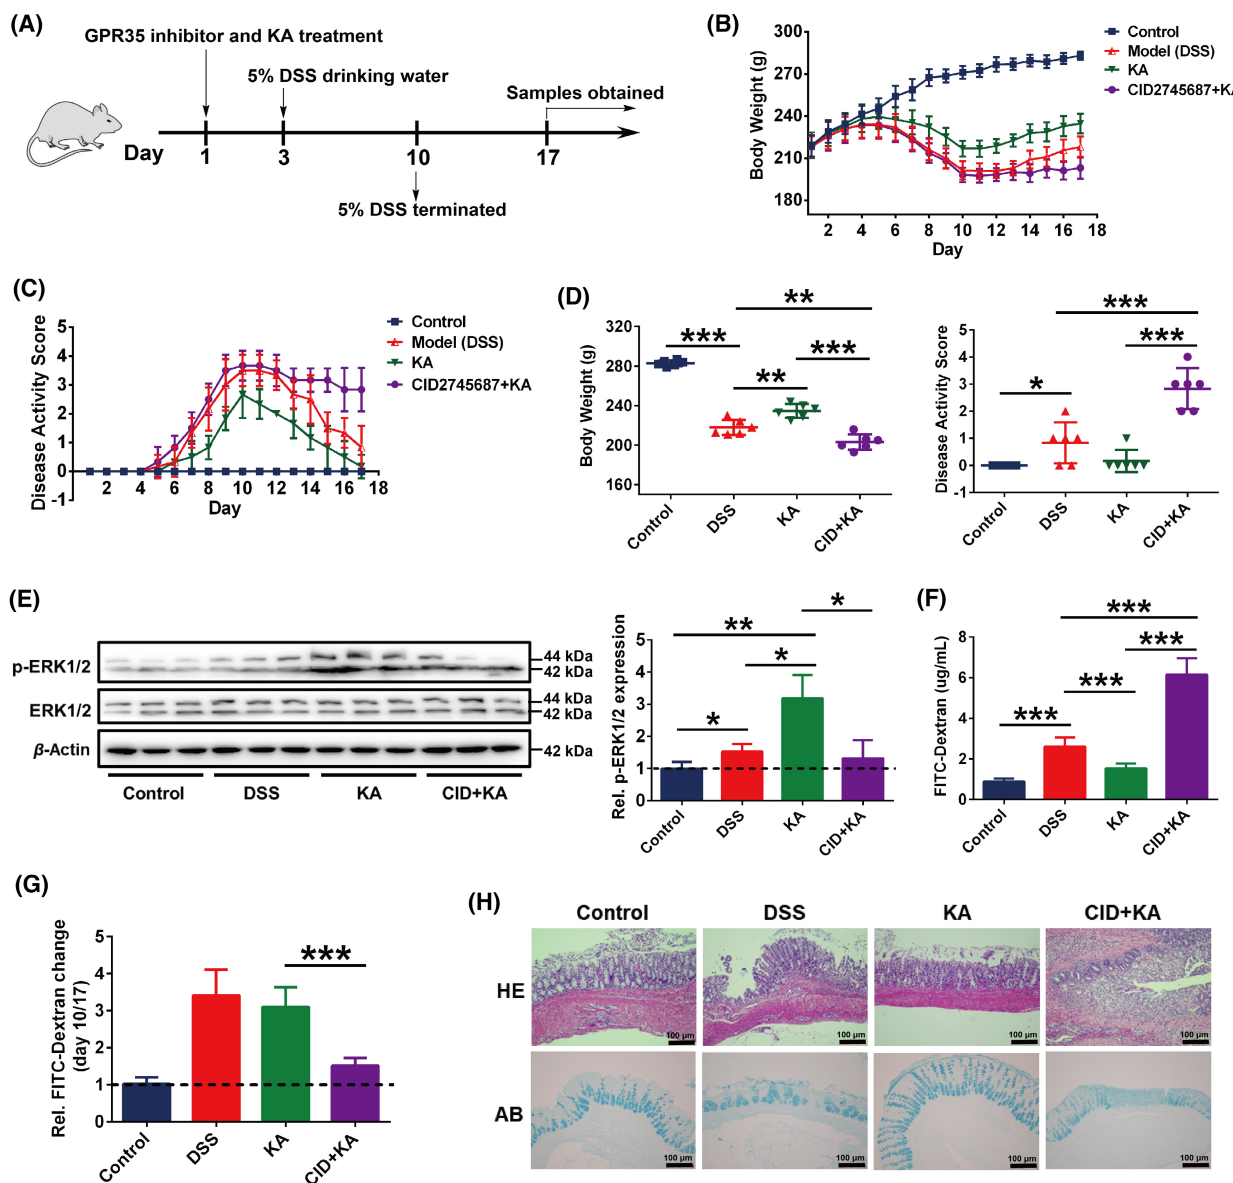 (A)
GPR35 inhibitor and KA treatment
5% DSS drinking water
Samples obtained
Day
1
3
10
17
5% DSS terminated
(B)
Body Weight (g)
300
270
240
210
180
2 4 6 8 10 12 14 16 18
Day
Control
Model (DSS)
KA
CID2745687+KA
(C)
Disease Activity Score
5
4
3
2
1
0
-1
2 4 6 8 10 12 14 16 18
Day
Control
Model (DSS)
KA
CID2745687+KA
(D)
Body Weight (g)
320
280
240
200
160
***
**
***
**
Control
DSS
KA
CID+KA
Disease Activity Score
5
4
3
2
1
0
-1
*
***
***
Control
DSS
KA
CID+KA
(E)
p-ERK1/2
44 kDa
42 kDa
ERK1/2
44 kDa
42 kDa
β-Actin
42 kDa
Control DSS KA CID+KA
Rel. p-ERK1/2 expression
5
4
3
2
1
0
*
**
*
*
Control
DSS
KA
CID+KA
(F)
FITC-Dextran (ug/mL)
8
6
4
2
0
***
***
***
***
Control
DSS
KA
CID+KA
(G)
Rel. FITC-Dextran change
(day 10/17)
5
4
3
2
1
0
***
Control
DSS
KA
CID+KA
(H)
Control DSS KA CID+KA
HE
100 μm
100 μm
100 μm
100 μm
AB
100 μm
100 μm
100 μm
100 μm